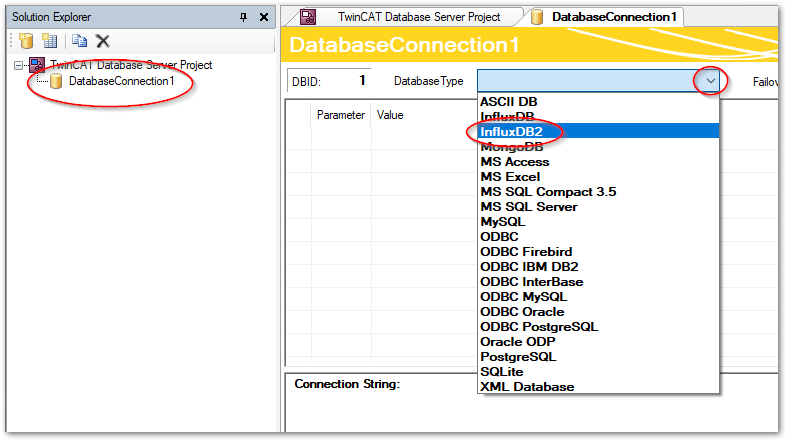 Solution Explorer
TwinCAT Database Server Project
DatabaseConnection1
TwinCAT Database Server Project
DatabaseConnection1
DatabaseConnection1
DBID: 1 DatabaseType Failov
Parameter Value
ASCII DB
InfluxDB
InfluxDB2
MongoDB
MS Access
MS Excel
MS SQL Compact 3.5
MS SQL Server
MySQL
ODBC
ODBC Firebird
ODBC IBM DB2
ODBC InterBase
ODBC MySQL
ODBC Oracle
ODBC PostgreSQL
Oracle ODP
PostgreSQL
SQLite
XML Database
Connection String: